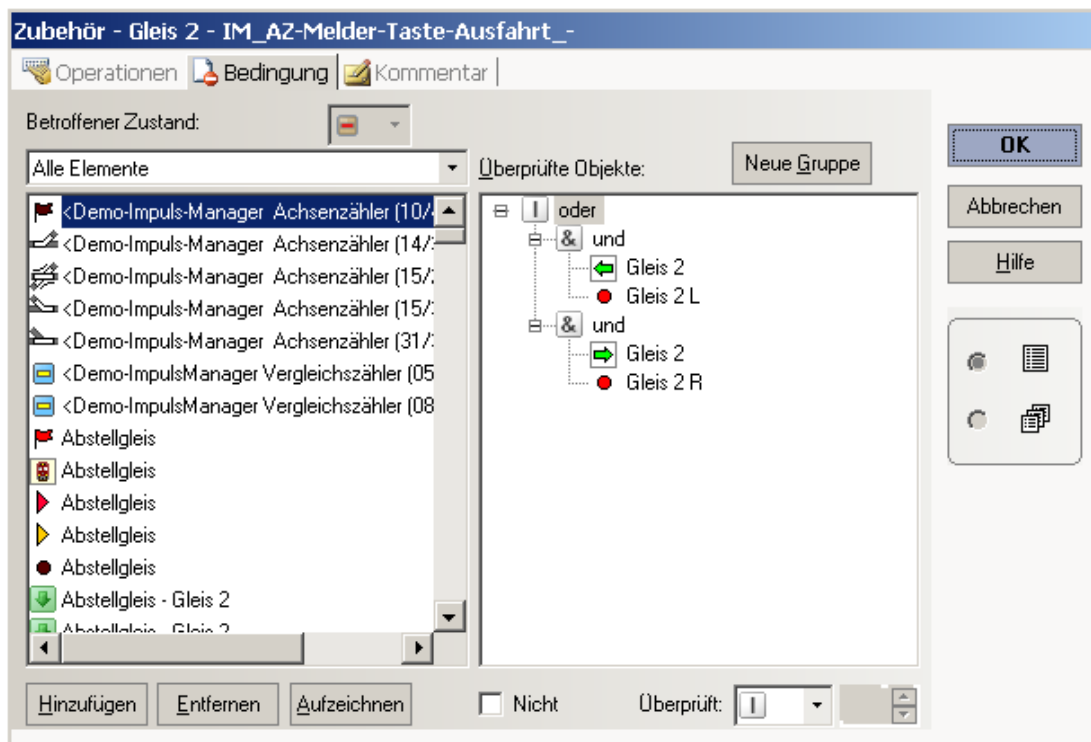 Zubehör - Gleis 2 - IM_AZ-Melder-Taste-Ausfahrt_-
Operationen Bedingung Kommentar
Betroffener Zustand:
Alle Elemente
Überprüfte Objekte:
Neue Gruppe
<Demo-Impuls-Manager Achsenzähler (10/
<Demo-Impuls-Manager Achsenzähler (14/
<Demo-Impuls-Manager Achsenzähler (15/
<Demo-Impuls-Manager Achsenzähler (15/
<Demo-Impuls-Manager Achsenzähler (31/
<Demo-ImpulsManager Vergleichszähler (05
<Demo-ImpulsManager Vergleichszähler (08
Abstellgleis
Abstellgleis
Abstellgleis
Abstellgleis
Abstellgleis
Abstellgleis - Gleis 2
Abstellgleis - Gleis 2
oder
& und
Gleis 2
Gleis 2 L
& und
Gleis 2
Gleis 2 R
OK
Abbrechen
Hilfe
Hinzufügen
Entfernen
Aufzeichnen
Nicht
Überprüft: